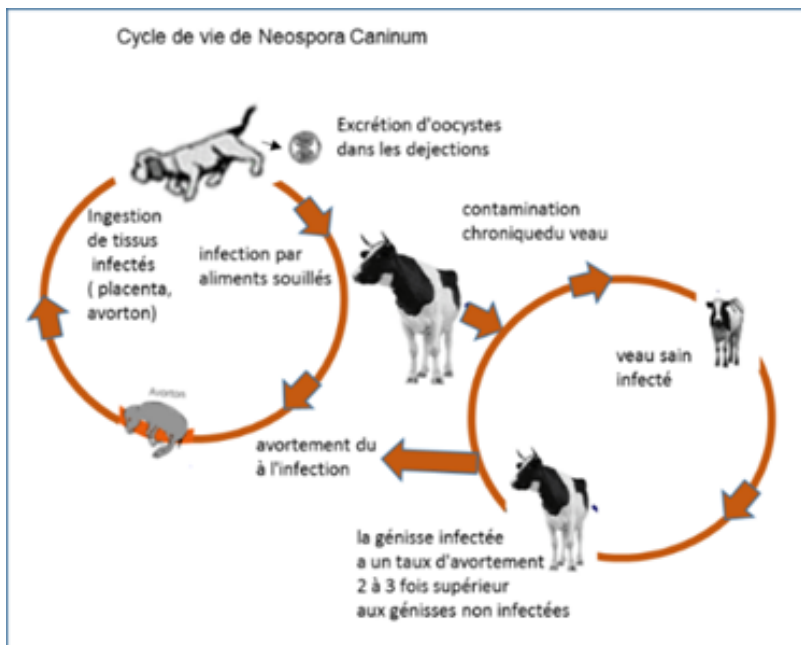 Cycle de vie de Neospora Caninum
Excrétion d'oocystes
dans les dejections
Ingestion
de tissus
infectés
( placenta,
avorton)
infection par
aliments souillés
contamination
chroniquedu veau
veau sain
infecté
Avorton
avortement du
à l'infection
la génisse infectée
a un taux d'avortement
2 à 3 fois supérieur
aux génisses non infectées